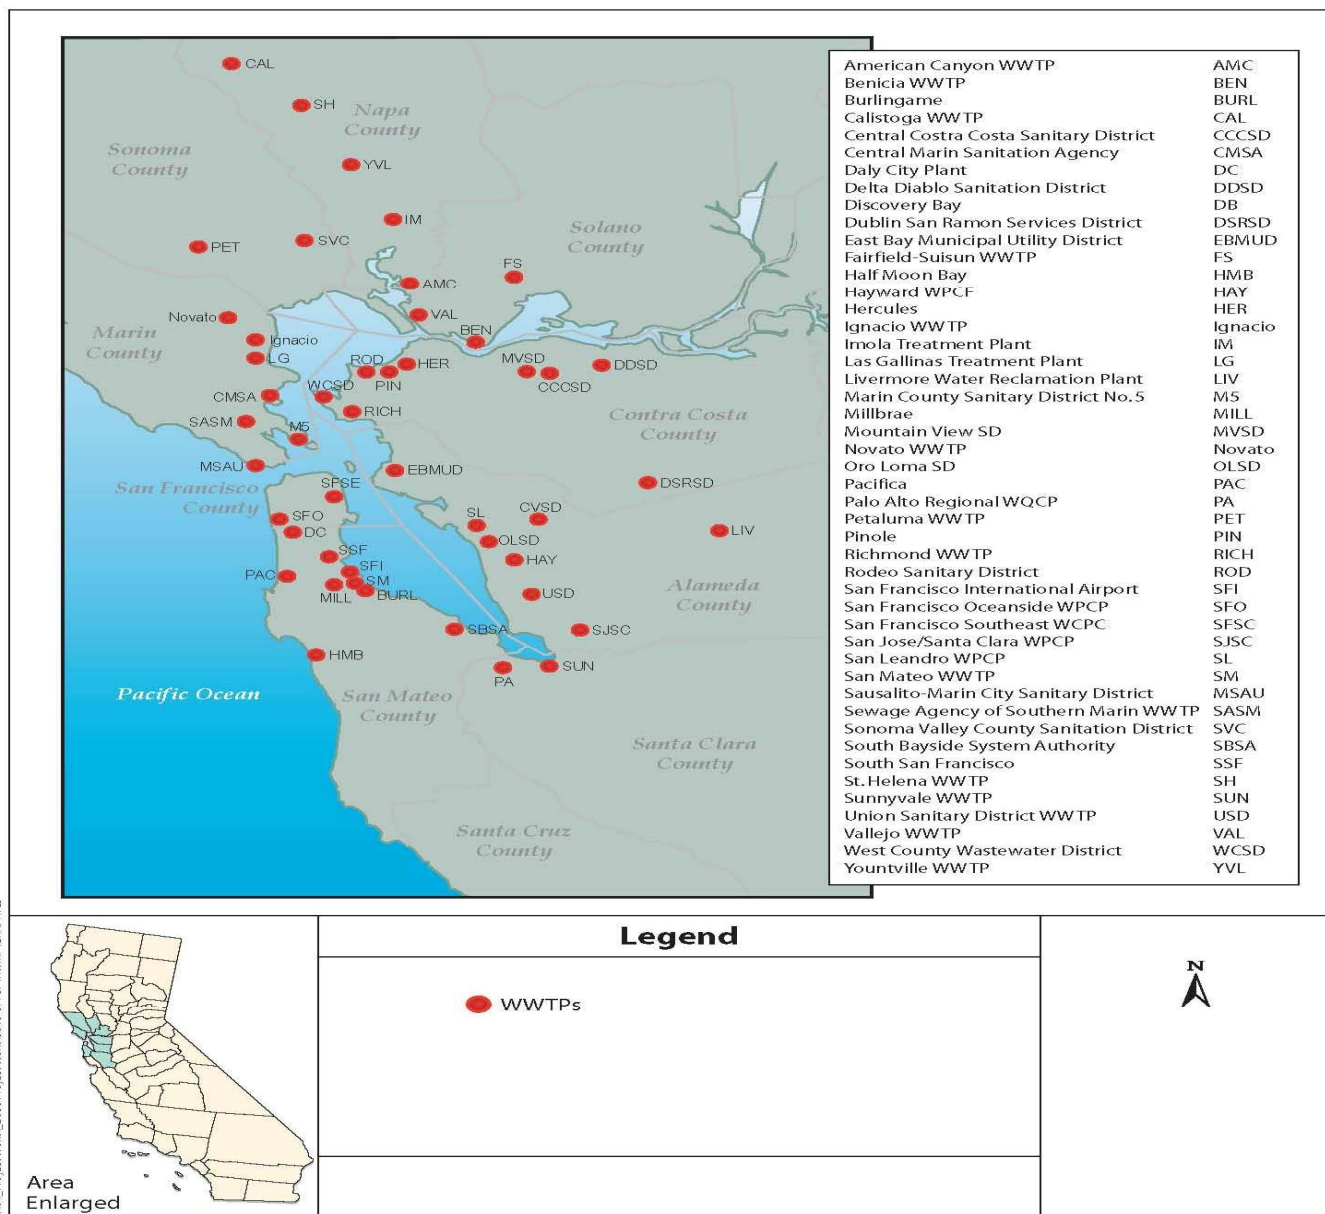 CAL
SH
Napa
County
Sonoma
County
YVL
IM
Solano
County
SVC
PET
FS
AMC
Novato
VAL
Marin
County
Ignacio
BEN
LG
ROD
HER
MVSD
DDSD
PIN
CCCSD
WCSD
CMSA
RICH
Contra Costa
County
SASM
M5
MSAU
EBMUD
San Francisco
County
SFSE
DSRSD
SFO
SL
CVSD
DC
LIV
OLSD
SSF
HAY
SFI
PAC
SM
MILL
BURL
USD
Alameda
County
SBSA
SJSC
HMB
SUN
PA
Pacific Ocean
San Mateo
County
Santa Clara
County
Santa Cruz
County
American Canyon WWTP AMC
Benicia WWTP BEN
Burlingame BURL
Calistoga WWTP CAL
Central Costra Costa Sanitary District CCCSD
Central Marin Sanitation Agency CMSA
Daly City Plant DC
Delta Diablo Sanitation District DDSD
Discovery Bay DB
Dublin San Ramon Services District DSRSD
East Bay Municipal Utility District EBMUD
Fairfield-Suisun WWTP FS
Half Moon Bay HMB
Hayward WPCF HAY
Hercules HER
Ignacio WWTP Ignacio
Imola Treatment Plant IM
Las Gallinas Treatment Plant LG
Livermore Water Reclamation Plant LIV
Marin County Sanitary District No. 5 M5
Millbrae MILL
Mountain View SD MVSD
Novato WWTP Novato
Oro Loma SD OLSD
Pacifica PAC
Palo Alto Regional WQCP PA
Petaluma WWTP PET
Pinole PIN
Richmond WWTP RICH
Rodeo Sanitary District ROD
San Francisco International Airport SFI
San Francisco Oceanside WPCP SFO
San Francisco Southeast WCPC SFSC
San Jose/Santa Clara WPCP SJSC
San Leandro WPCP SL
San Mateo WWTP SM
Sausalito-Marin City Sanitary District MSAU
Sewage Agency of Southern Marin WWTP SASM
Sonoma Valley County Sanitation District SVC
South Bayside System Authority SBSA
South San Francisco SSF
St. Helena WWTP SH
Sunnyvale WWTP SUN
Union Sanitary District WWTP USD
Vallejo WWTP VAL
West County Wastewater District WCSD
Yountville WWTP YVL
Legend
WWTPs
N
Area
Enlarged